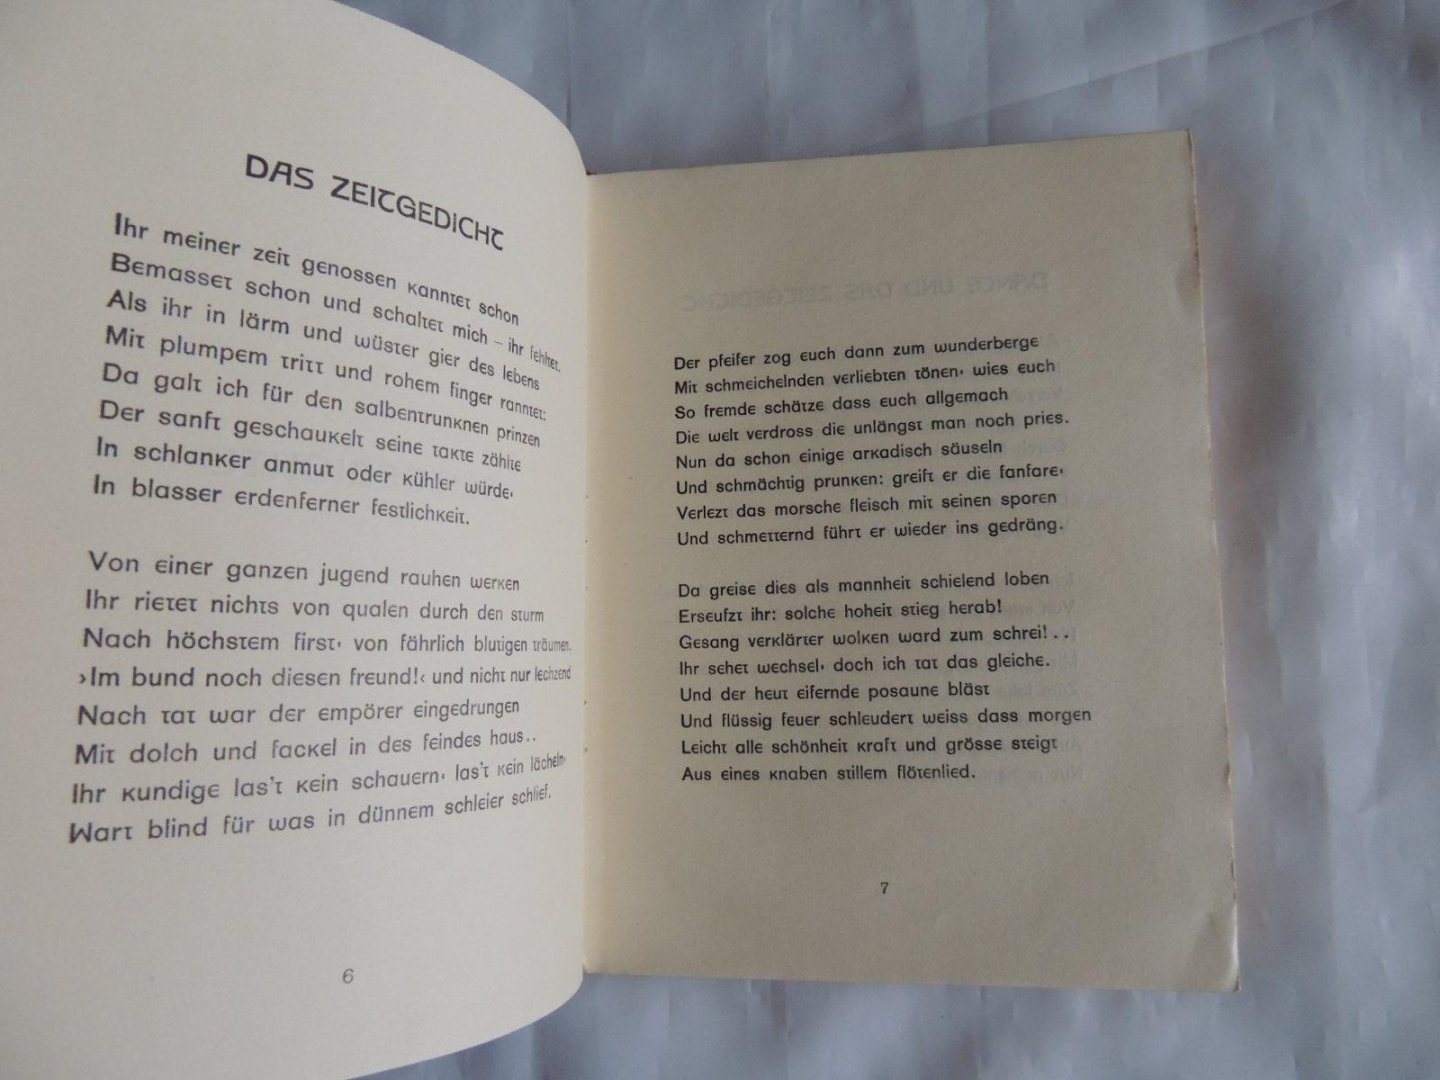 DAS ZEITGEDICHT
Ihr meiner zeit genossen kanntet schon
Bemasset schon und schaltet mich – ihr fehltet.
Als ihr in lärm und wüster gier des lebens
Mit plumpem tritt und rohem finger ranntet:
Da galt ich für den salbentrunknen prinzen
Der sanft geschaukelt seine takte zählte
In schlanker anmut oder kühler würde·
In blasser erdenferner festlichkeit.
Von einer ganzen jugend rauhen werken
Ihr rietet nichts von qualen durch den sturm
Nach höchstem first· von fährlich blutigen träumen.
›Im bund noch diesen freund!‹ und nicht nur lechzend
Nach tat war der empörer eingedrungen
Mit dolch und fackel in des feindes haus..
Ihr kundige las't kein schauern· las't kein lächeln·
Wart blind für was in dünnem schleier schlief.
6
Der pfeifer zog euch dann zum wunderberge
Mit schmeichelnden verliebten tönen· wies euch
So fremde schätze dass euch allgemach
Die welt verdross die unlängst man noch pries.
Nun da schon einige arkadisch säuseln
Und schmächtig prunken: greift er die fanfare·
Verlezt das morsche fleisch mit seinen sporen
Und schmetternd führt er wieder ins gedräng.
Da greise dies als mannheit schielend loben
Erseufzt ihr: solche hoheit stieg herab!
Gesang verklärter wolken ward zum schrei!..
Ihr sehet wechsel· doch ich tat das gleiche.
Und der heut eifernde posaune bläst
Und flüssig feuer schleudert weiss dass morgen
Leicht alle schönheit kraft und grösse steigt
Aus eines knaben stillem flötenlied.
7